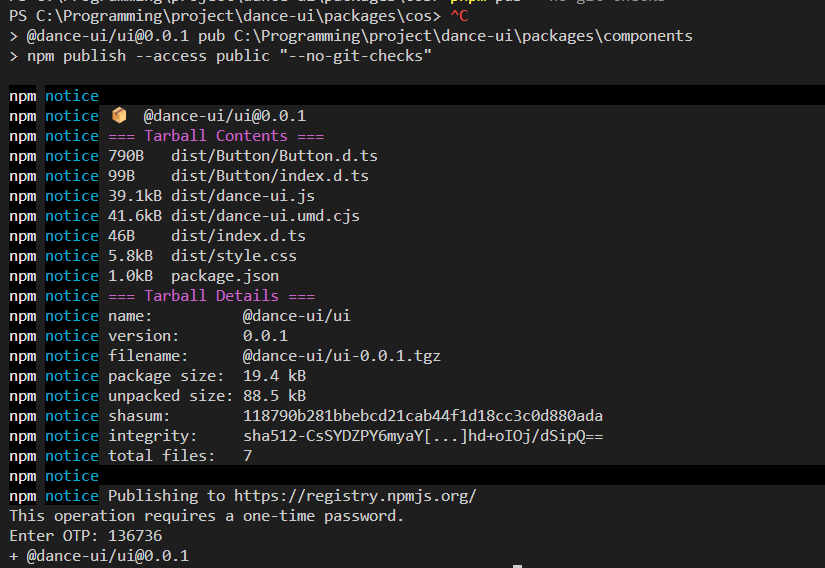 PS C:\Programming\project\dance-ui\packages\cos> ^C
> @dance-ui/ui@0.0.1 pub C:\Programming\project\dance-ui\packages\components
> npm publish --access public "--no-git-checks"
npm notice
npm notice 📦  @dance-ui/ui@0.0.1
npm notice === Tarball Contents ===
npm notice 790B   dist/Button/Button.d.ts
npm notice 99B    dist/Button/index.d.ts
npm notice 39.1kB dist/dance-ui.js
npm notice 41.6kB dist/dance-ui.umd.cjs
npm notice 46B    dist/index.d.ts
npm notice 5.8kB  dist/style.css
npm notice 1.0kB  package.json
npm notice === Tarball Details ===
npm notice name:          @dance-ui/ui
npm notice version:       0.0.1
npm notice filename:      @dance-ui/ui-0.0.1.tgz
npm notice package size:  19.4 kB
npm notice unpacked size: 88.5 kB
npm notice shasum:        118790b281bbebcd21cab44f1d18cc3c0d880ada
npm notice integrity:     sha512-CsSYDZPY6myaY[...]hd+oIOj/dSipQ==
npm notice total files:   7
npm notice
npm notice Publishing to https://registry.npmjs.org/
This operation requires a one-time password.
Enter OTP: 136736
+ @dance-ui/ui@0.0.1